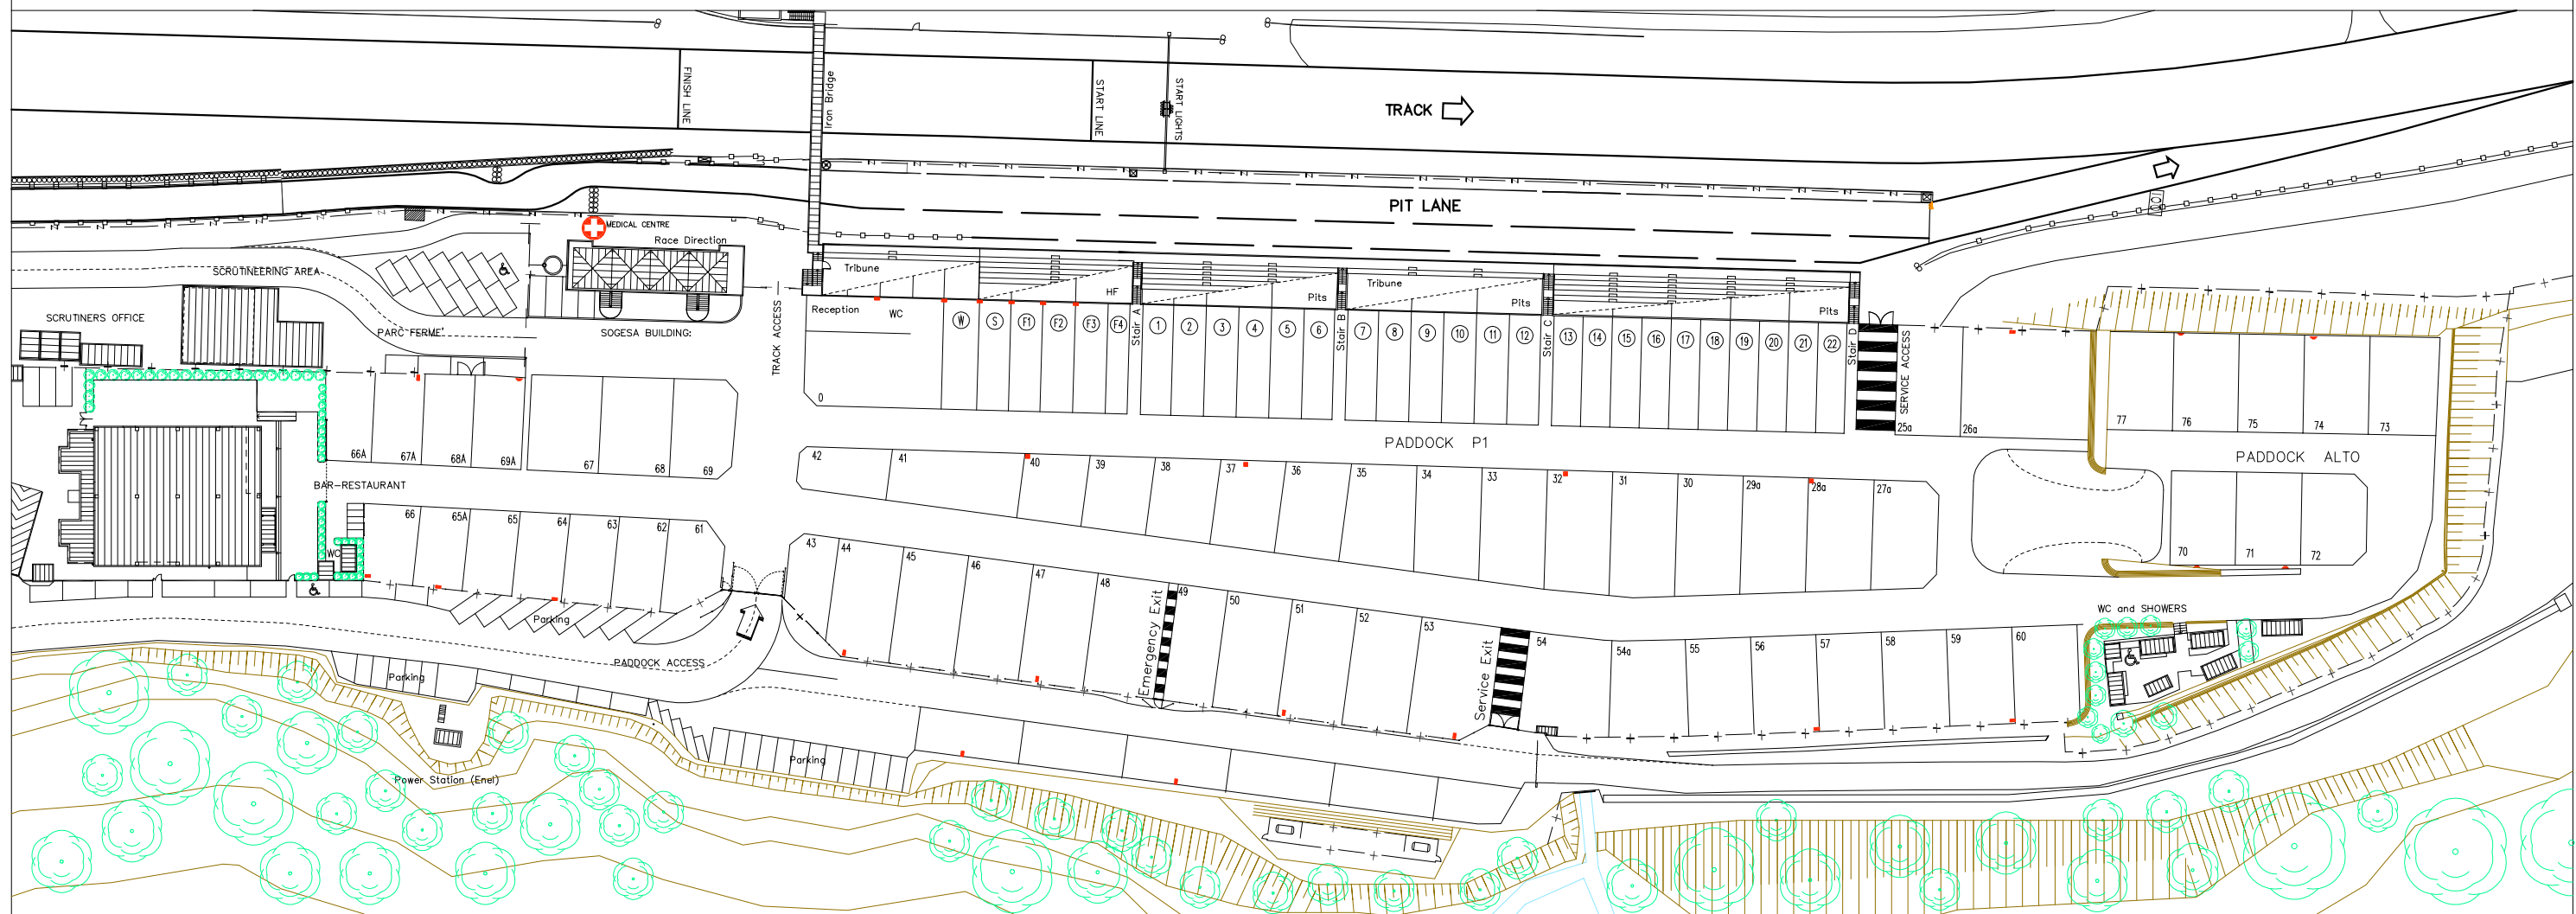 FINISH LINE
Iron Bridge
START LINE
START LIGHTS
TRACK
PIT LANE
100
MEDICAL CENTRE
Race Direction
SCRUTINEERING AREA
SCRUTINERS OFFICE
PARC FERME'
SOGESA BUILDING:
TRACK ACCESS
Tribune
HF
Pits
Tribune
Pits
Pits
Reception
WC
W
S
F1
F2
F3
F4
Stair A
1
2
3
4
5
6
Stair B
7
8
9
10
11
12
Stair C
13
14
15
16
17
18
19
20
21
22
Stair D
SERVICE ACCESS
0
25a
26a
77
76
75
74
73
PADDOCK P1
PADDOCK ALTO
66A
67A
68A
69A
67
68
69
42
41
40
39
38
37
36
35
34
33
32
31
30
29a
28a
27a
BAR-RESTAURANT
66
65A
65
64
63
62
61
WC
70
71
72
43
44
45
46
47
48
Emergency Exit
49
50
51
52
53
Service Exit
54
54a
55
56
57
58
59
60
WC and SHOWERS
Parking
PADDOCK ACCESS
Parking
Parking
Power Station (Enel)